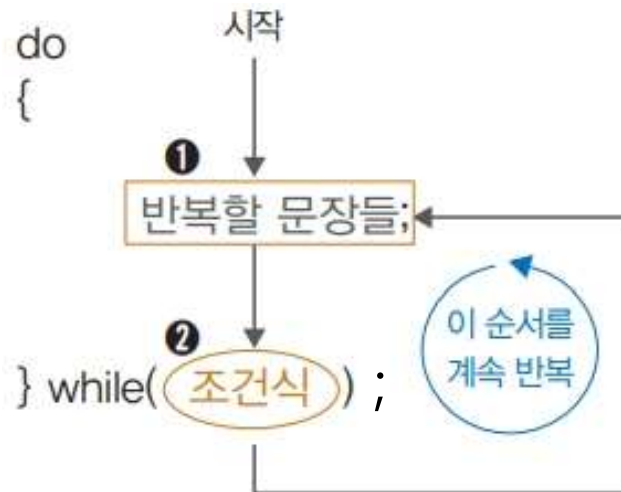 do
시작
{
❶
반복할 문장들;
❷
} while( 조건식 ) ;
이 순서를
계속 반복